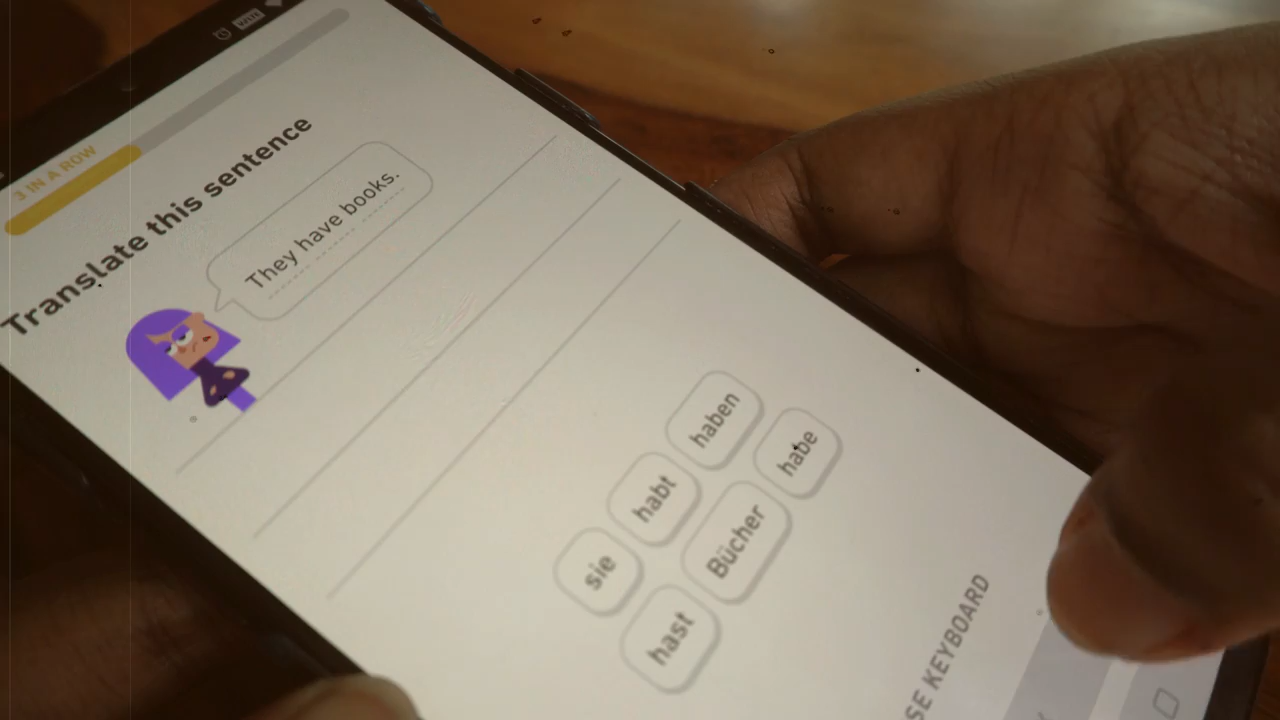 3 IN A ROW
Translate this sentence
They have books.
sie habt haben
hast Bücher habe
SE KEYBOARD